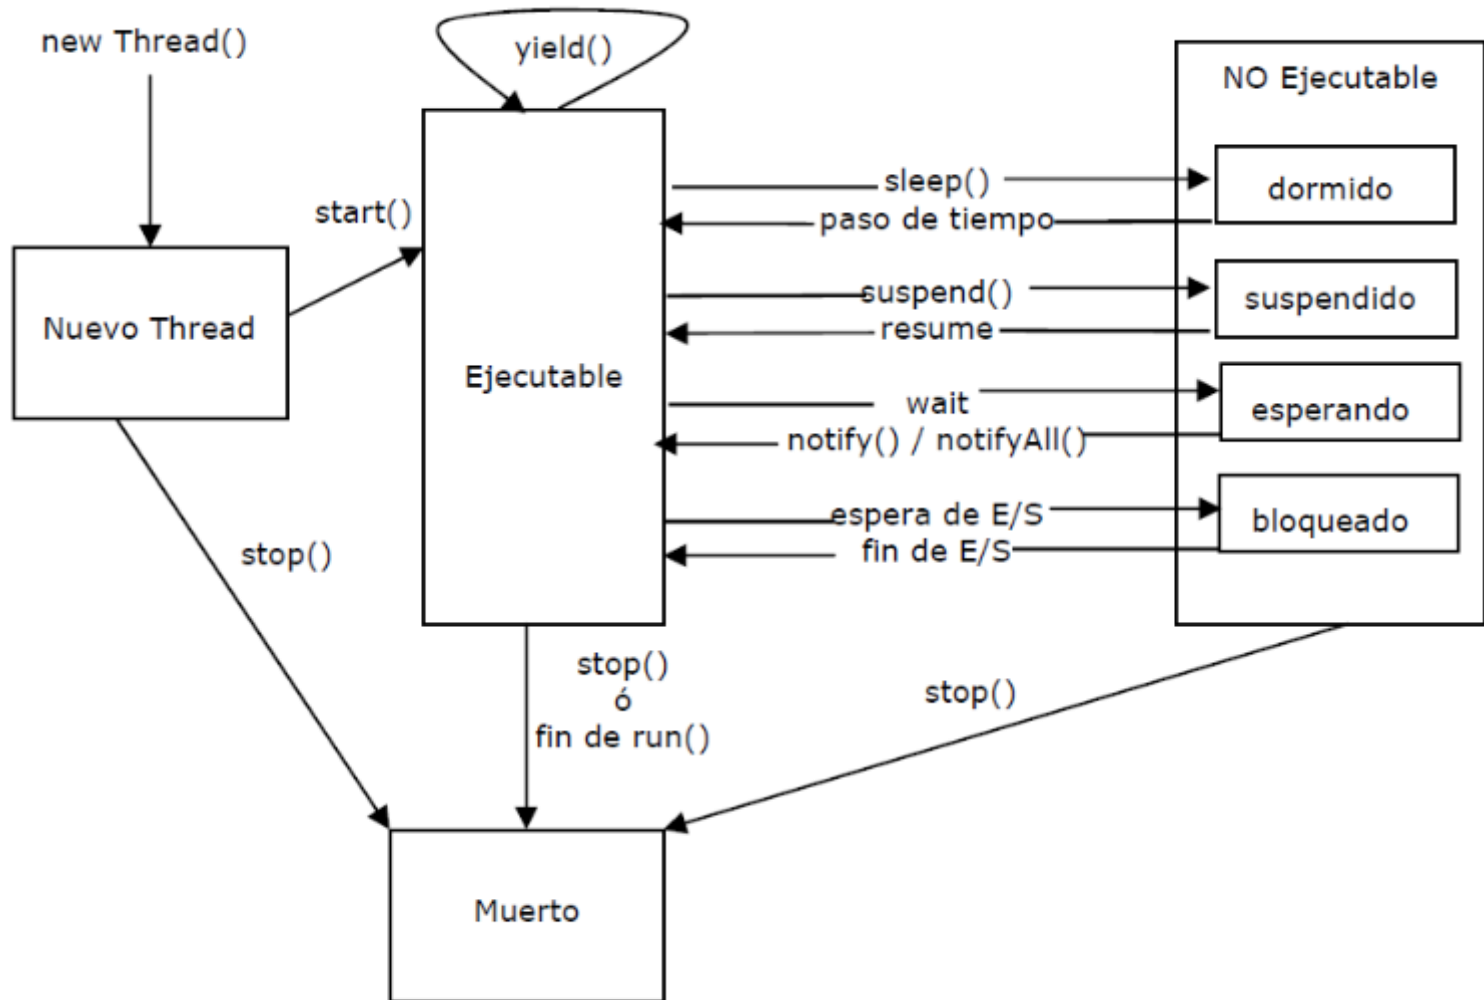 new Thread()
yield()
NO Ejecutable
sleep()
dormido
paso de tiempo
start()
suspend()
suspendido
resume
Nuevo Thread
Ejecutable
wait
esperando
notify() / notifyAll()
espera de E/S
bloqueado
fin de E/S
stop()
stop()
ó
fin de run()
stop()
Muerto